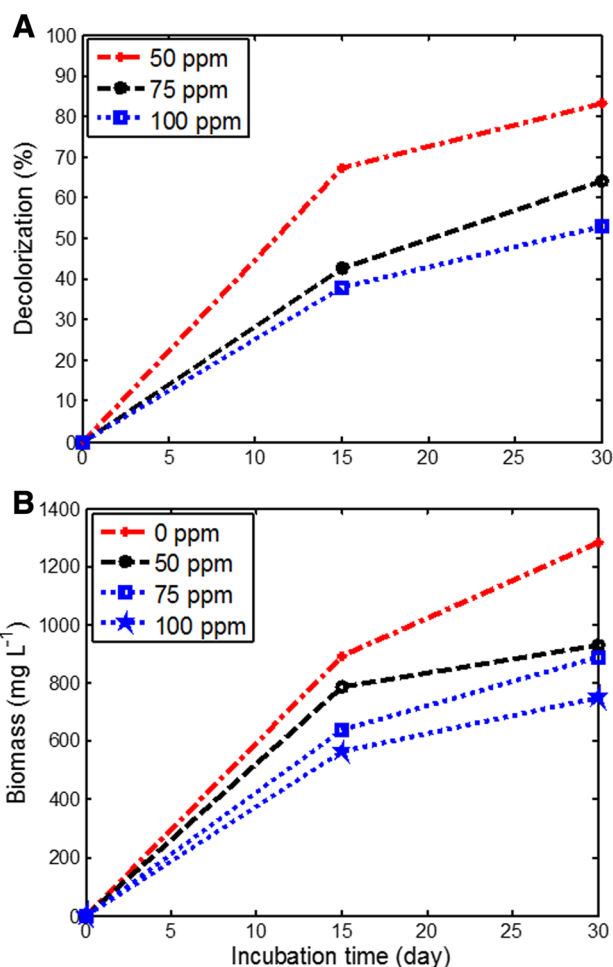 A
100
90
80
70
60
50
40
30
20
10
0
Decolorization (%)
50 ppm
75 ppm
100 ppm
0 5 10 15 20 25 30
B
1400
1200
1000
800
600
400
200
0
Biomass (mg L⁻¹)
0 ppm
50 ppm
75 ppm
100 ppm
0 5 10 15 20 25 30
Incubation time (day)